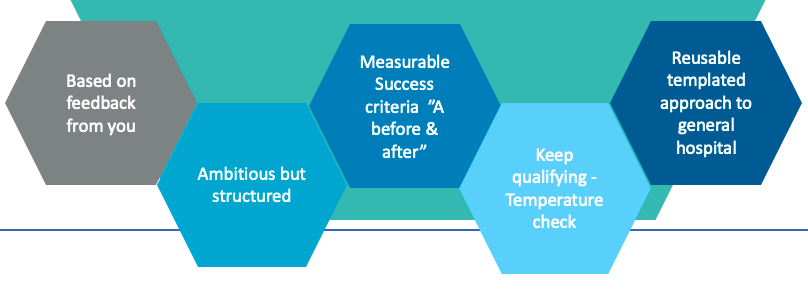 Based on
feedback
from you
Ambitious but
structured
Measurable
Success
criteria ”A
before &
after”
Keep
qualifying -
Temperature
check
Reusable
templated
approach to
general
hospital